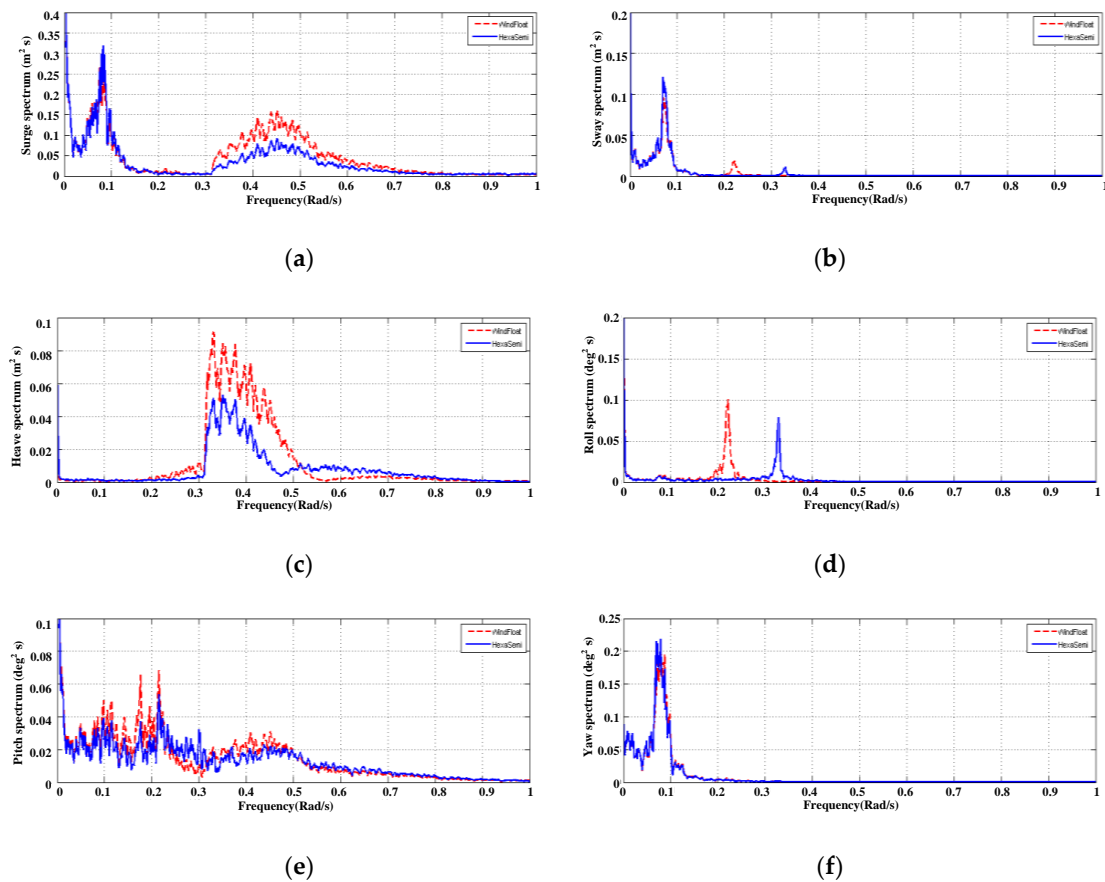 0.4
0.35
0.3
0.25
0.2
0.15
0.1
0.05
0
Surge spectrum (m² s)
WindFloat
HexaSemi
0 0.1 0.2 0.3 0.4 0.5 0.6 0.7 0.8 0.9 1
Frequency(Rad/s)
(a)
0.2
0.15
0.1
0.05
0
Sway spectrum (m² s)
WindFloat
HexaSemi
0 0.1 0.2 0.3 0.4 0.5 0.6 0.7 0.8 0.9 1
Frequency(Rad/s)
(b)
0.1
0.08
0.06
0.04
0.02
0
Heave spectrum (m² s)
WindFloat
HexaSemi
0 0.1 0.2 0.3 0.4 0.5 0.6 0.7 0.8 0.9 1
Frequency(Rad/s)
(c)
0.2
0.15
0.1
0.05
0
Roll spectrum (deg² s)
WindFloat
HexaSemi
0 0.1 0.2 0.3 0.4 0.5 0.6 0.7 0.8 0.9 1
Frequency(Rad/s)
(d)
0.1
0.08
0.06
0.04
0.02
0
Pitch spectrum (deg² s)
WindFloat
HexaSemi
0 0.1 0.2 0.3 0.4 0.5 0.6 0.7 0.8 0.9 1
Frequency(Rad/s)
(e)
0.25
0.2
0.15
0.1
0.05
0
Yaw spectrum (deg² s)
WindFloat
HexaSemi
0 0.1 0.2 0.3 0.4 0.5 0.6 0.7 0.8 0.9 1
Frequency(Rad/s)
(f)